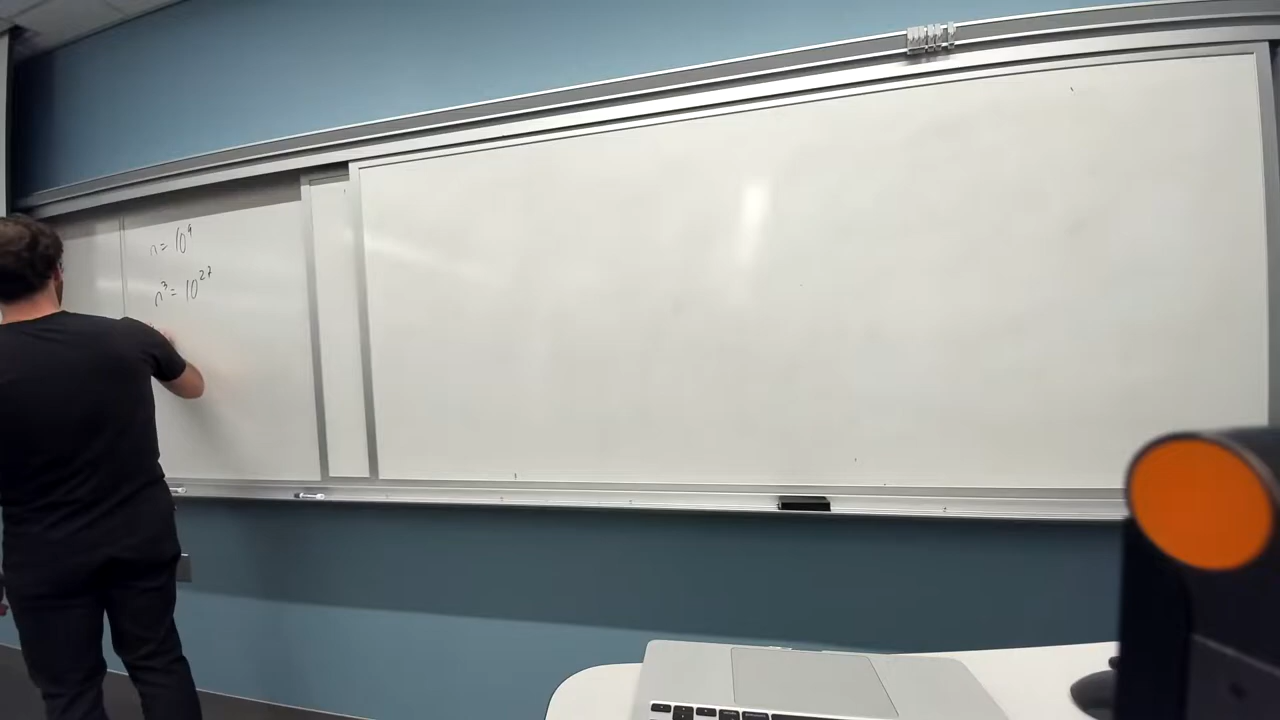 n = 10⁹
n³ = 10²⁷